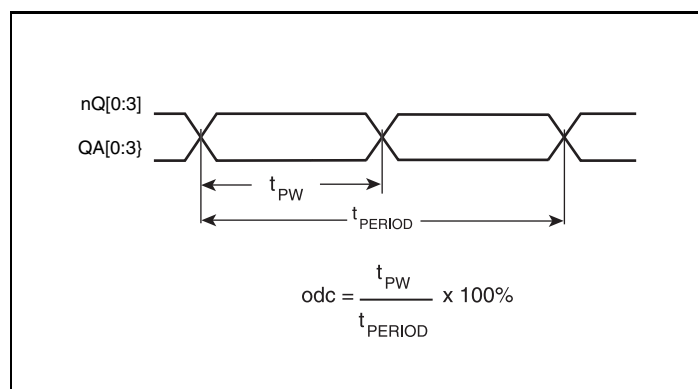 nQ[0:3]
QA[0:3}
tPW
tPERIOD
odc = tPW / tPERIOD x 100%